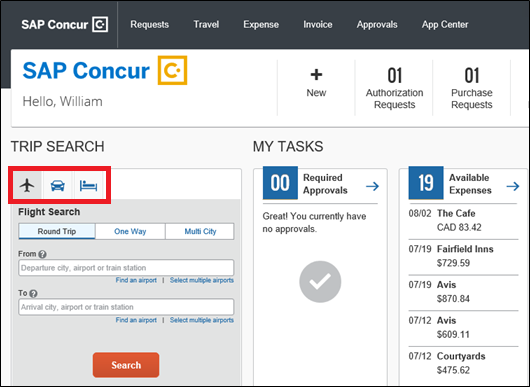 SAP Concur C Requests Travel Expense Invoice Approvals App Center
SAP Concur C
Hello, William
+
New
01
Authorization
Requests
01
Purchase
Requests
TRIP SEARCH
Flight Search
Round Trip One Way Multi City
From ?
Departure city, airport or train station
Find an airport | Select multiple airports
To ?
Arrival city, airport or train station
Find an airport | Select multiple airports
Search
MY TASKS
00 Required
Approvals →
Great! You currently have
no approvals.
19 Available
Expenses →
08/02 The Cafe
CAD 83.42
07/19 Fairfield Inns
$729.59
07/19 Avis
$870.84
07/12 Avis
$609.11
07/12 Courtyards
$475.62